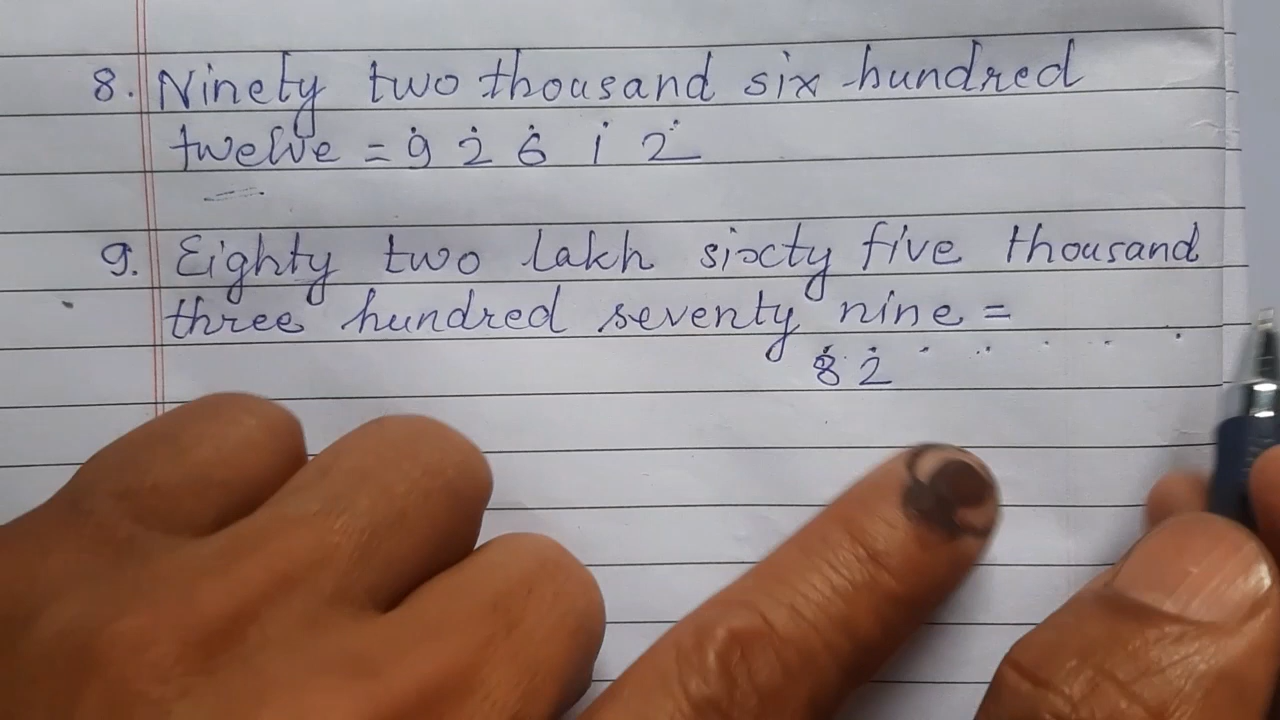 8. Ninety two thousand six hundred
twelve = 9 2 6 1 2
9. Eighty two lakh sixty five thousand
three hundred seventy nine =
8 2